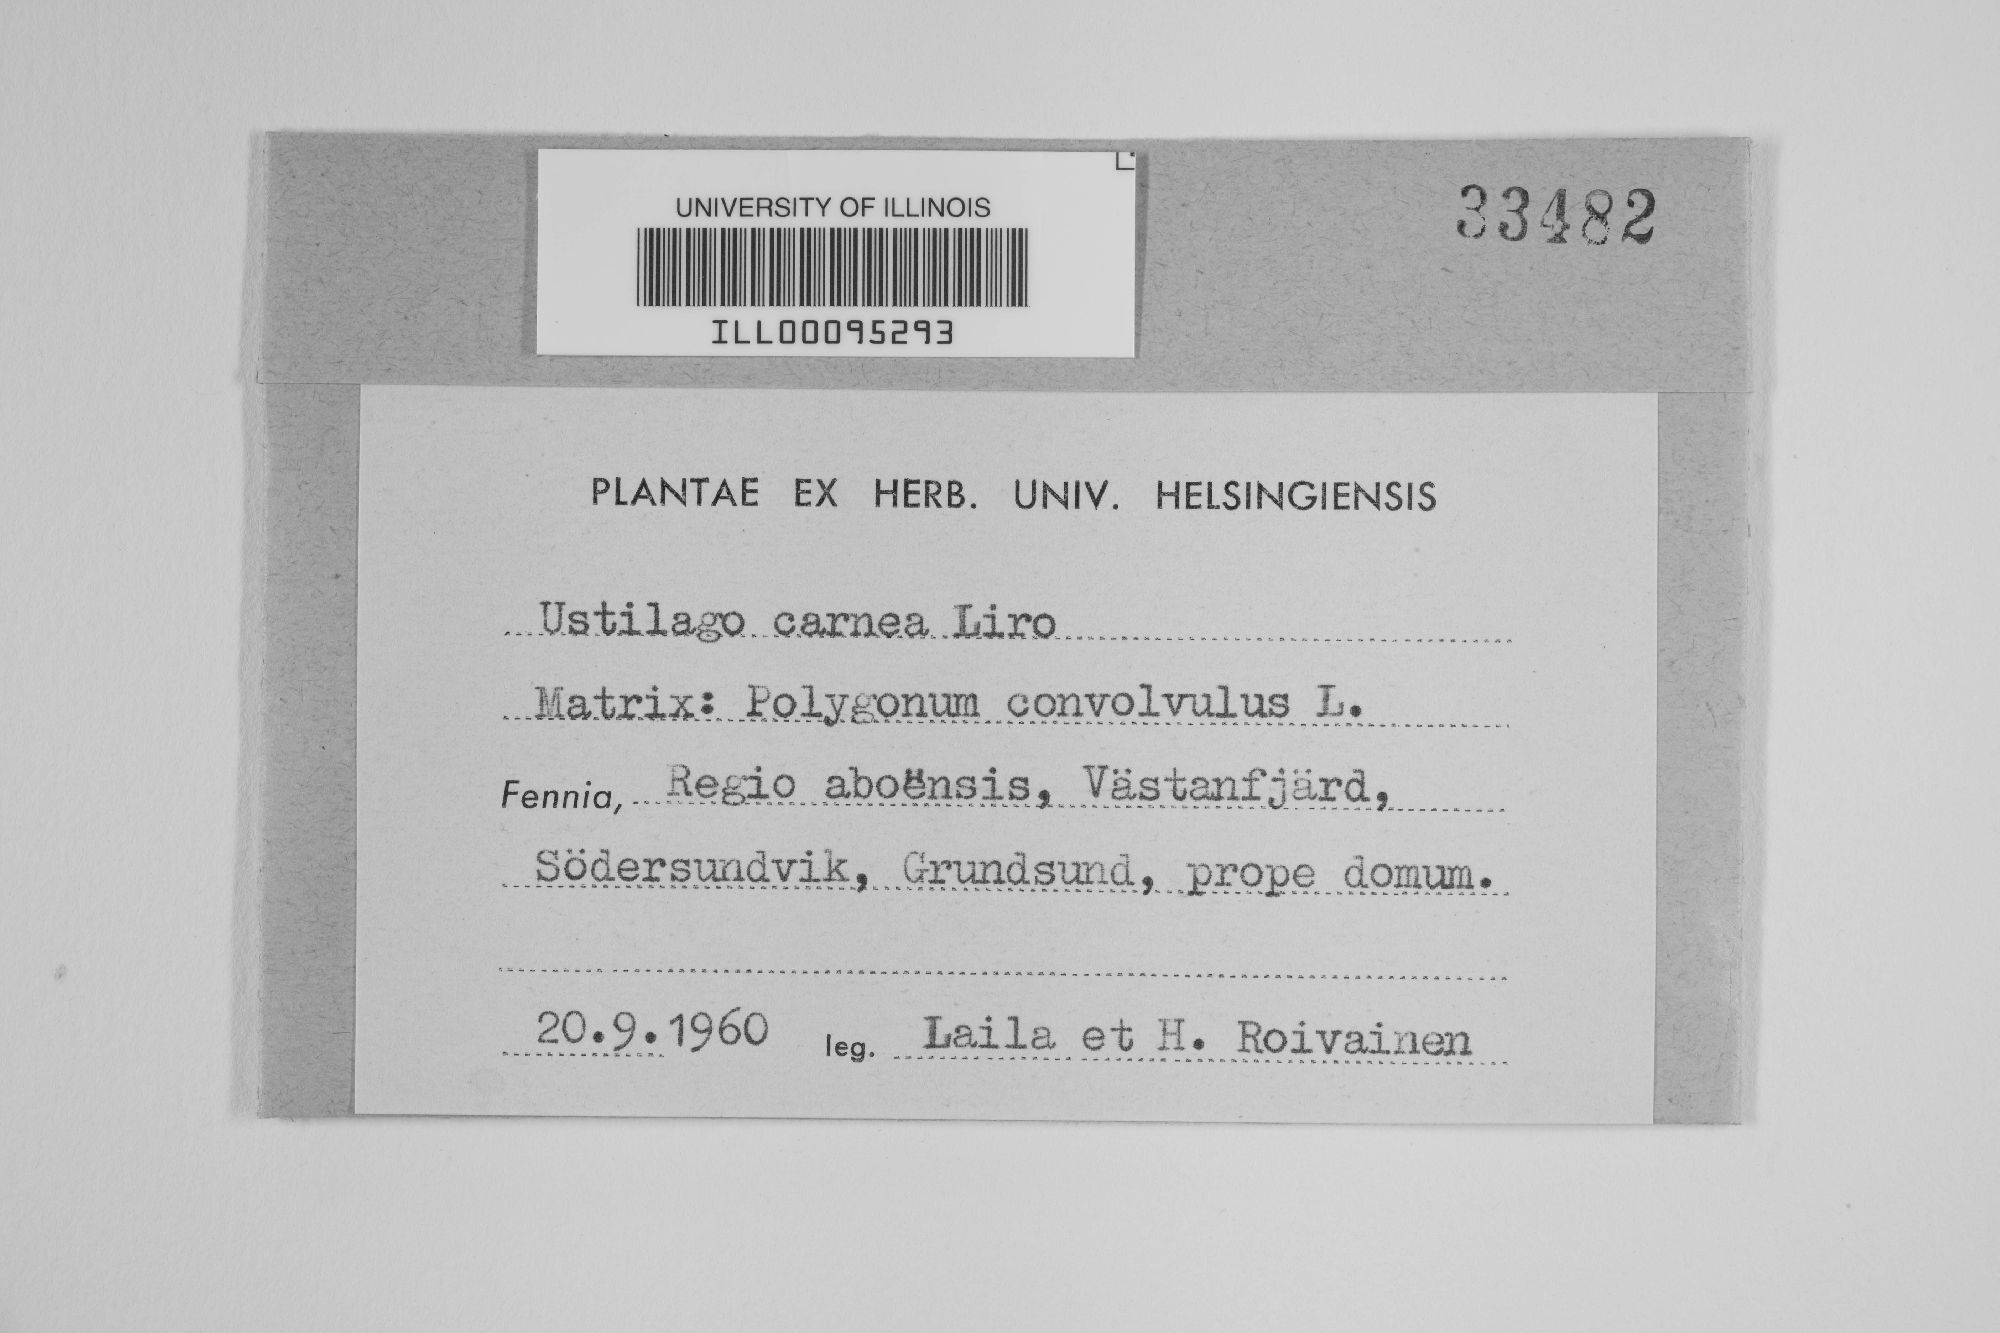 UNIVERSITY OF ILLINOIS
ILL00095293
33482
PLANTAE EX HERB. UNIV. HELSINGIENSIS
Ustilago carnea Liro
Matrix: Polygonum convolvulus L.
Fennia, Regio aboënsis, Västanfjärd,
Södersundvik, Grundsund, prope domum.
20.9.1960 leg. Laila et H. Roivainen